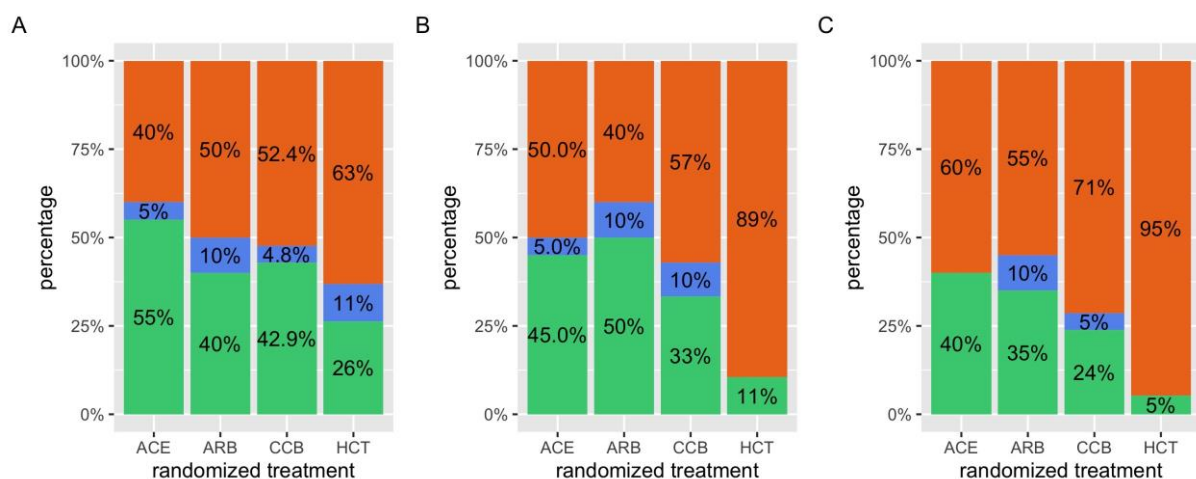 A
B
C
100%
75%
50%
25%
0%
percentage
40%
50%
52.4%
63%
5%
10%
4.8%
11%
55%
40%
42.9%
26%
ACE
ARB
CCB
HCT
randomized treatment
100%
75%
50%
25%
0%
percentage
50.0%
40%
57%
89%
5.0%
10%
10%
45.0%
50%
33%
11%
ACE
ARB
CCB
HCT
randomized treatment
100%
75%
50%
25%
0%
percentage
60%
55%
71%
95%
10%
5%
40%
35%
24%
5%
ACE
ARB
CCB
HCT
randomized treatment